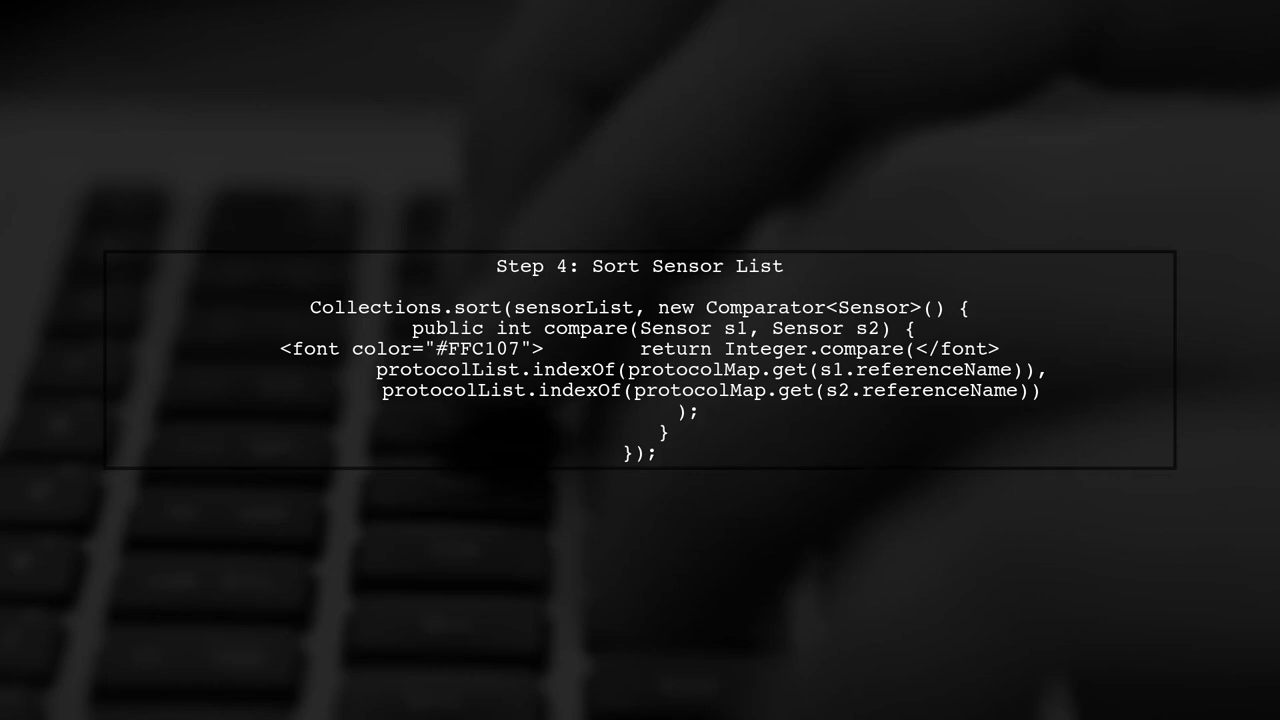 Step 4: Sort Sensor List
Collections.sort(sensorList, new Comparator<Sensor>() {
public int compare(Sensor s1, Sensor s2) {
<font color="#FFC107">        return Integer.compare(</font>
protocolList.indexOf(protocolMap.get(s1.referenceName)),
protocolList.indexOf(protocolMap.get(s2.referenceName))
);
}
});